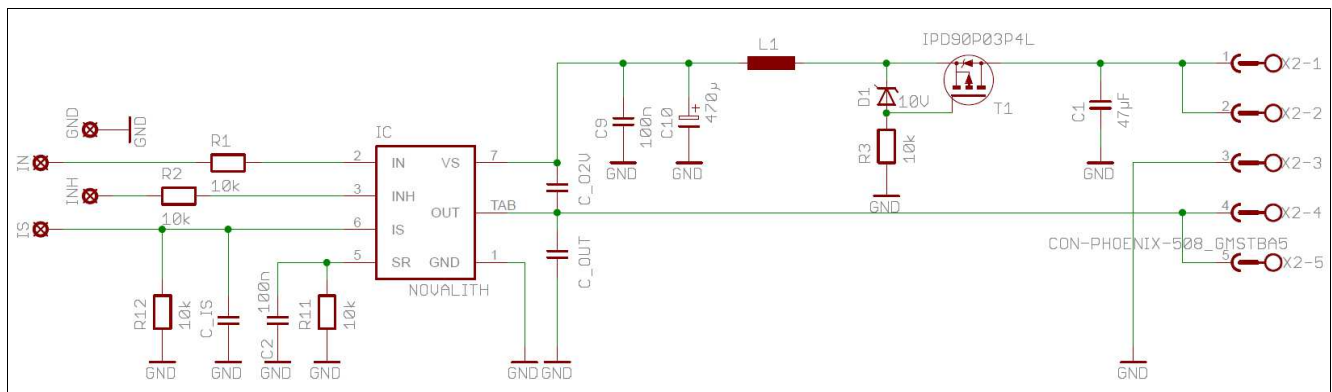 IPD90P03P4L
L1
1
X2-1
D1
10V
T1
C9
100n
C10
+
470µ
C1
47µF
2
X2-2
GND
GND
IC
R3
10k
IN
R1
10k
2
IN
VS
7
C_O2V
GND
GND
GND
3
X2-3
INH
R2
10k
3
INH
GND
OUT
TAB
4
X2-4
IS
6
IS
CON-PHOENIX-508_GMSTBA5
5
SR
GND
1
C_OUT
5
X2-5
NOVALITH
R12
10k
C_IS
C2
100n
R11
10k
GND
GND
GND
GND
GND
GND
GND